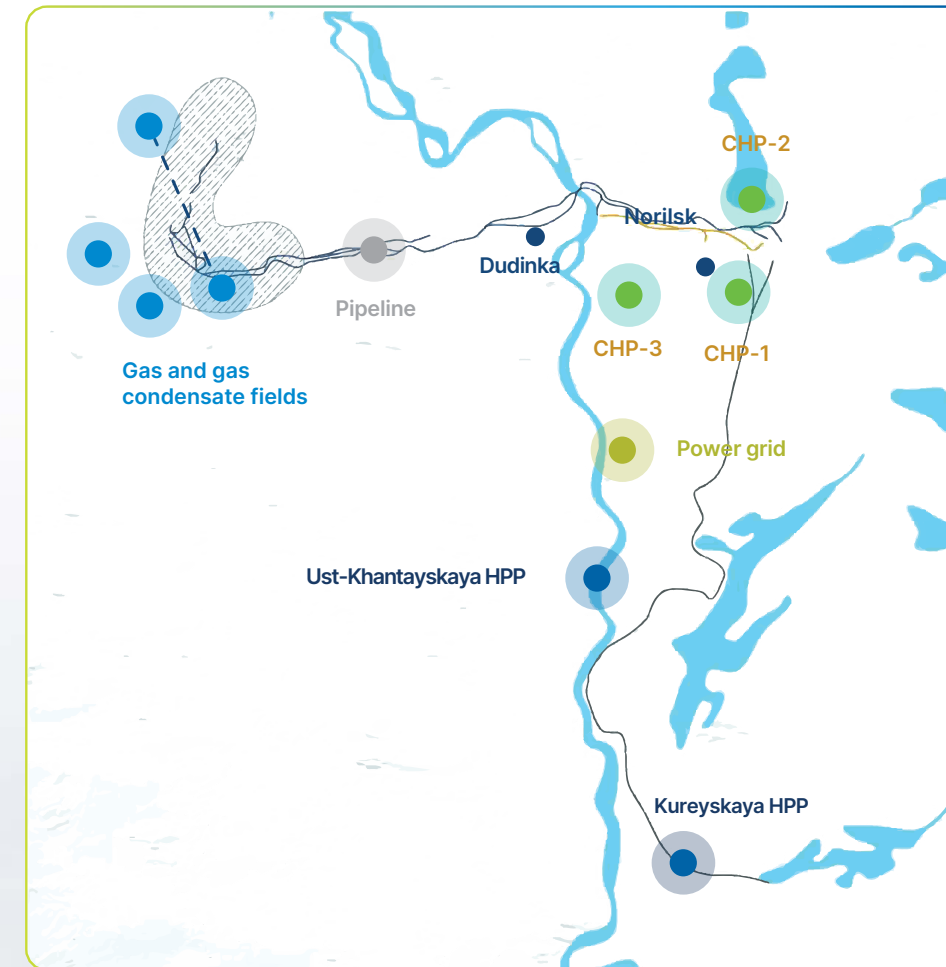 CHP-2
Norilsk
Dudinka
Pipeline
CHP-3
CHP-1
Gas and gas
condensate fields
Power grid
Ust-Khantayskaya HPP
Kureyskaya HPP